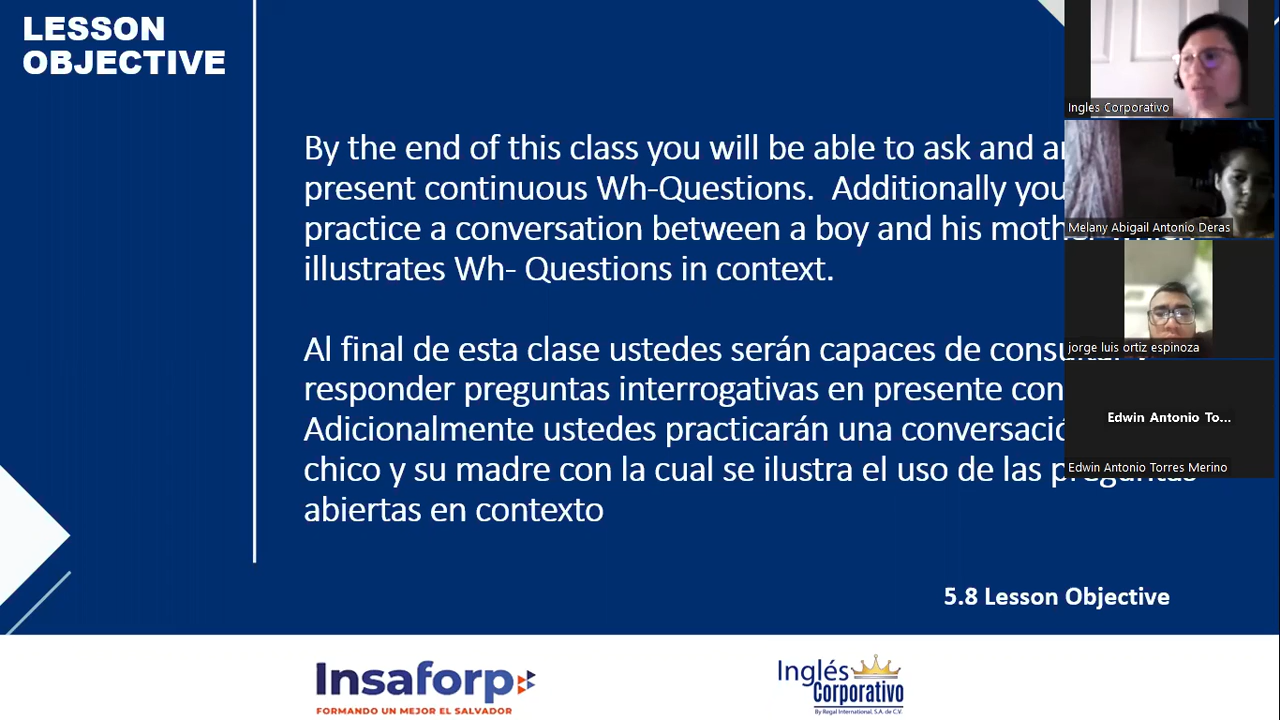 LESSON
OBJECTIVE
By the end of this class you will be able to ask and
present continuous Wh-Questions. Additionally you
practice a conversation between a boy and his
illustrates Wh- Questions in context.
Al final de esta clase ustedes serán capaces de
responder preguntas interrogativas en presente
Adicionalmente ustedes practicarán una
chico y su madre con la cual se ilustra el uso de las
abiertas en contexto
5.8 Lesson Objective
Insaforp
FORMANDO UN MEJOR EL SALVADOR
Inglés
Corporativo
By Regal International, S.A. de C.V.
Ingles Corporativo
Melany Abigail Antonio Deras
jorge luis ortiz espinoza
Edwin Antonio To...
Edwin Antonio Torres Merino